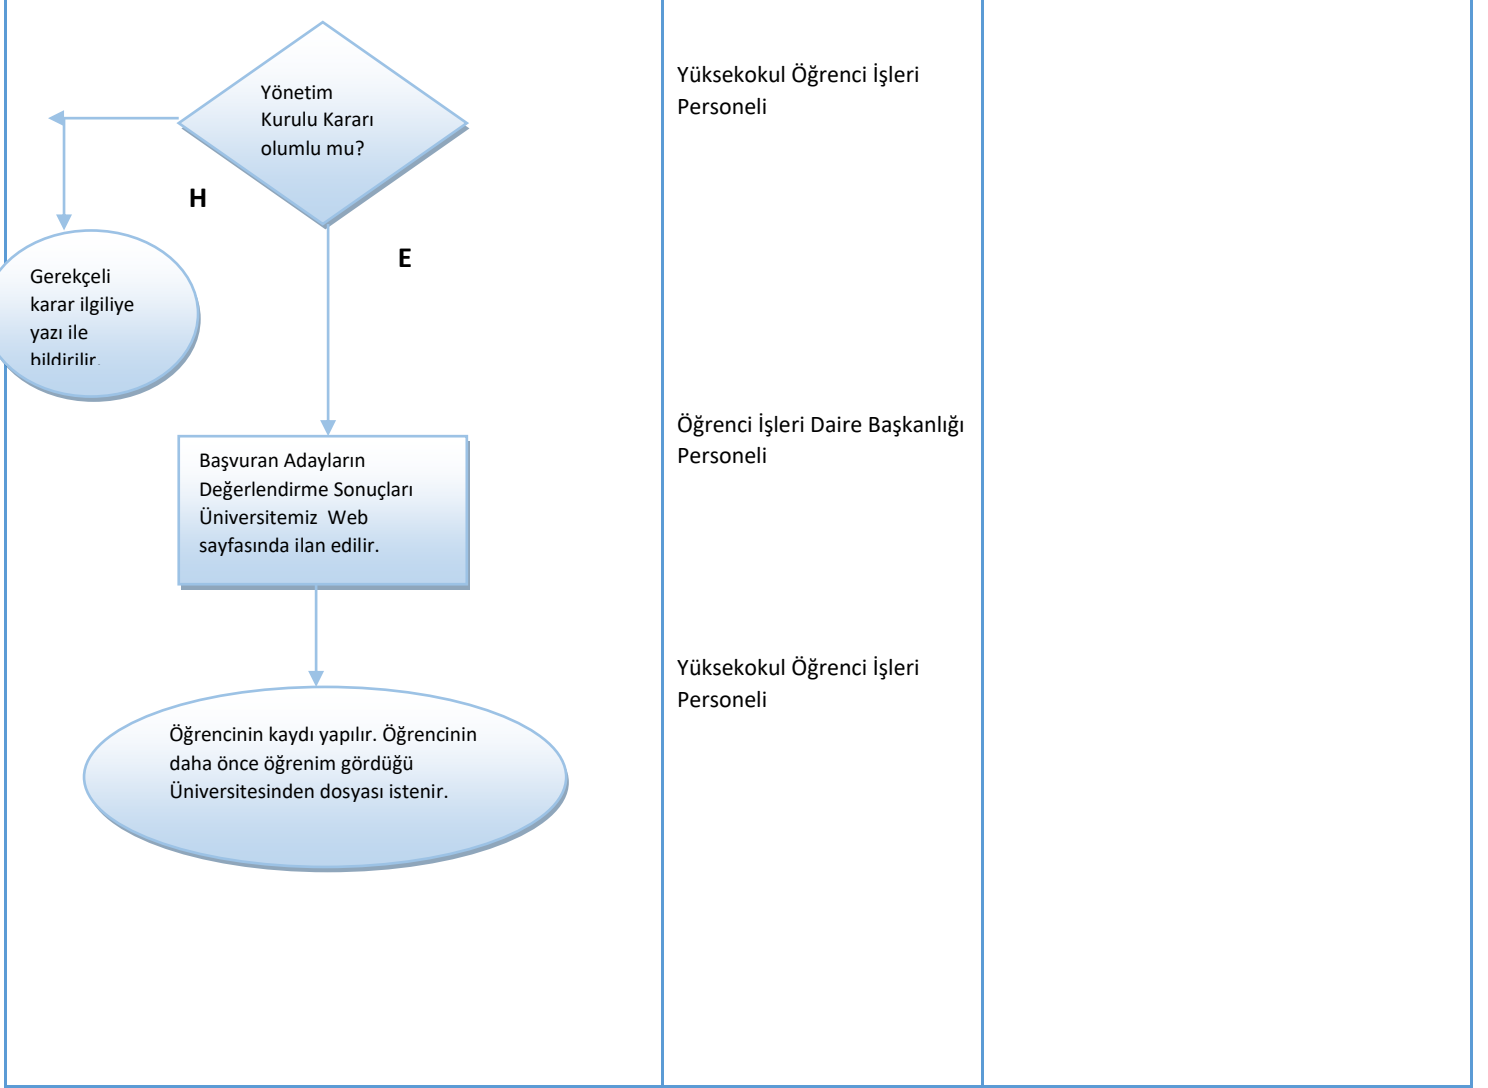 Yönetim
Kurulu Kararı
olumlu mu?
Yüksekokul Öğrenci İşleri
Personeli
H
E
Gerekçeli
karar ilgiliye
yazı ile
bildirilir.
Öğrenci İşleri Daire Başkanlığı
Personeli
Başvuran Adayların
Değerlendirme Sonuçları
Üniversitemiz  Web
sayfasında ilan edilir.
Yüksekokul Öğrenci İşleri
Personeli
Öğrencinin kaydı yapılır. Öğrencinin
daha önce öğrenim gördüğü
Üniversitesinden dosyası istenir.